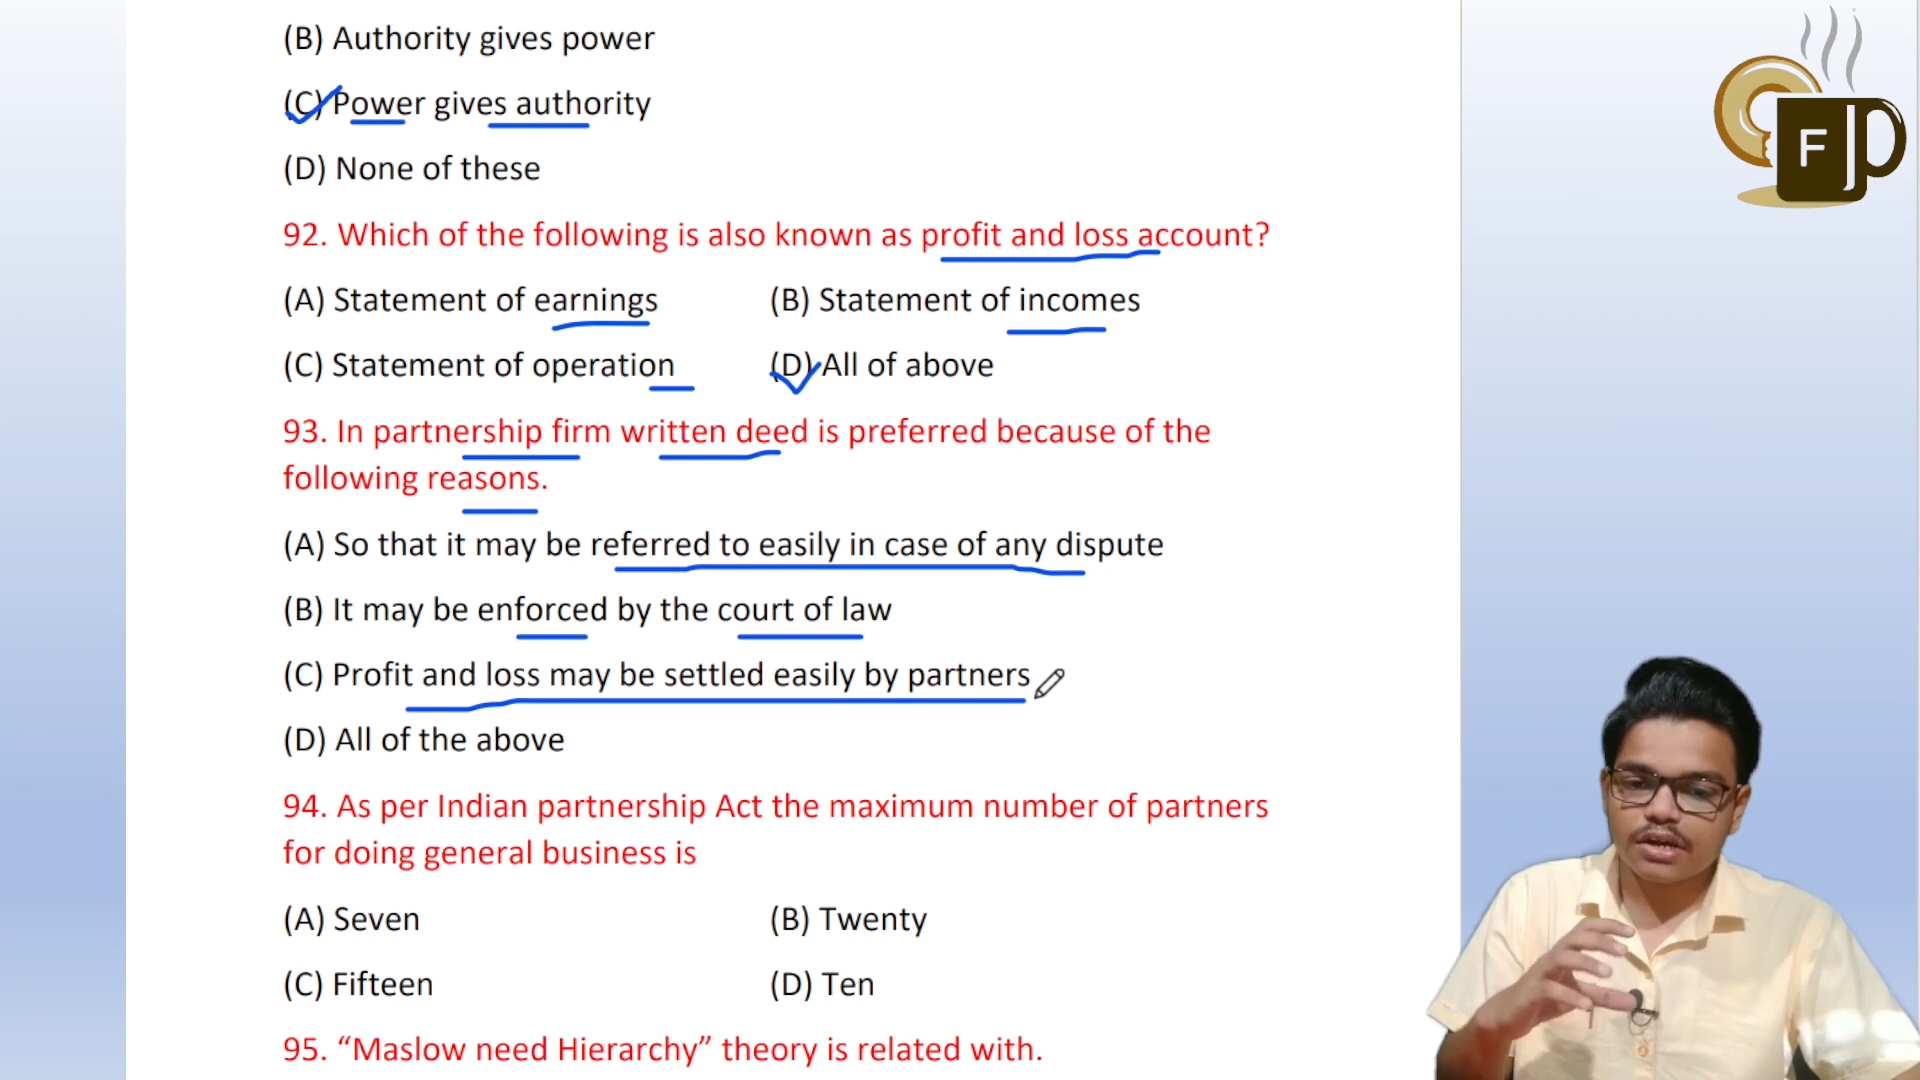 (B) Authority gives power
(C) Power gives authority
(D) None of these
92. Which of the following is also known as profit and loss account?
(A) Statement of earnings (B) Statement of incomes
(C) Statement of operation (D) All of above
93. In partnership firm written deed is preferred because of the
following reasons.
(A) So that it may be referred to easily in case of any dispute
(B) It may be enforced by the court of law
(C) Profit and loss may be settled easily by partners
(D) All of the above
94. As per Indian partnership Act the maximum number of partners
for doing general business is
(A) Seven (B) Twenty
(C) Fifteen (D) Ten
95. “Maslow need Hierarchy” theory is related with.
F